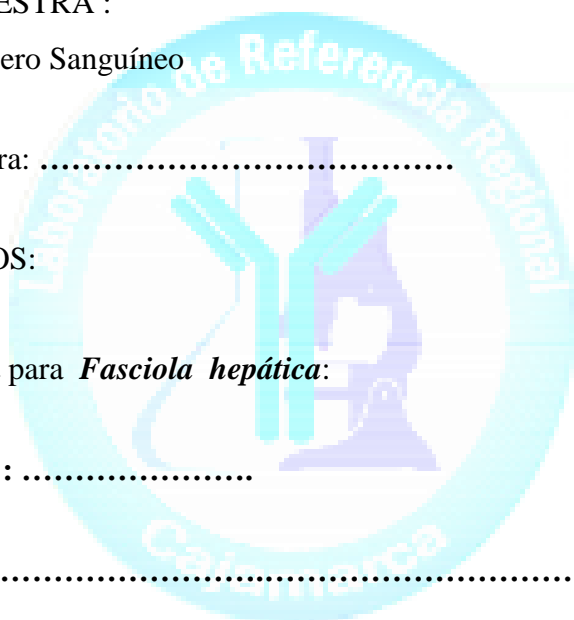 ESTRA :
ero Sanguíneo
ra: ……………………………………
OS:
para Fasciola hepática:
: ………………….
……………………..……………………………
Laboratorio de Referencia Regional
Cajamarca